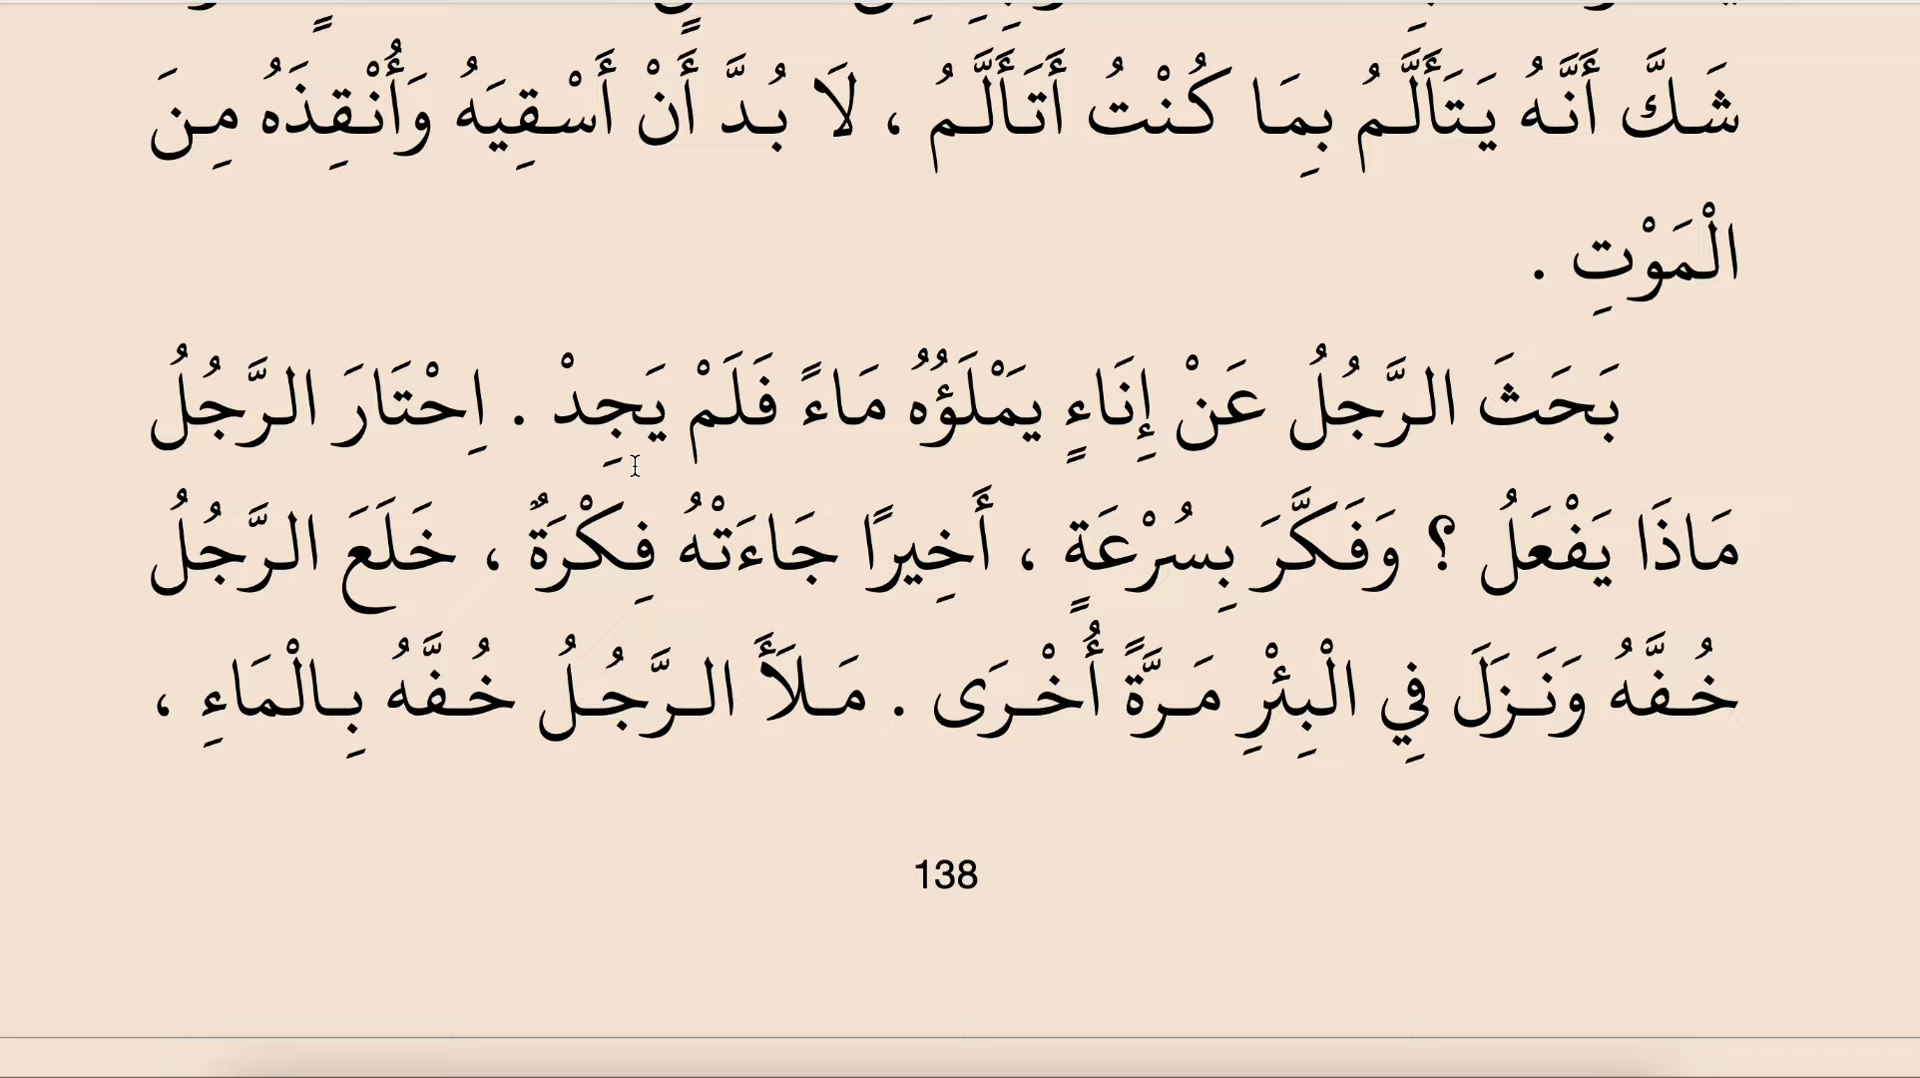 شَكَّ أَنَّهُ يَتَأَلَّمُ بِمَا كُنْتُ أَتَأَلَّمُ ، لَا بُدَّ أَنْ أَسْقِيَهُ وَأُنْقِذَهُ مِنَ
الْمَوْتِ .
بَحَثَ الرَّجُلُ عَنْ إِنَاءٍ يَمْلَؤُهُ مَاءً فَلَمْ يَجِدْ . اِحْتَارَ الرَّجُلُ
مَاذَا يَفْعَلُ ؟ وَفَكَّرَ بِسُرْعَةٍ ، أَخِيرًا جَاءَتْهُ فِكْرَةٌ ، خَلَعَ الرَّجُلُ
خُفَّهُ وَنَزَلَ فِي الْبِئْرِ مَرَّةً أُخْرَى . مَلَأَ الرَّجُلُ خُفَّهُ بِالْمَاءِ ،
138